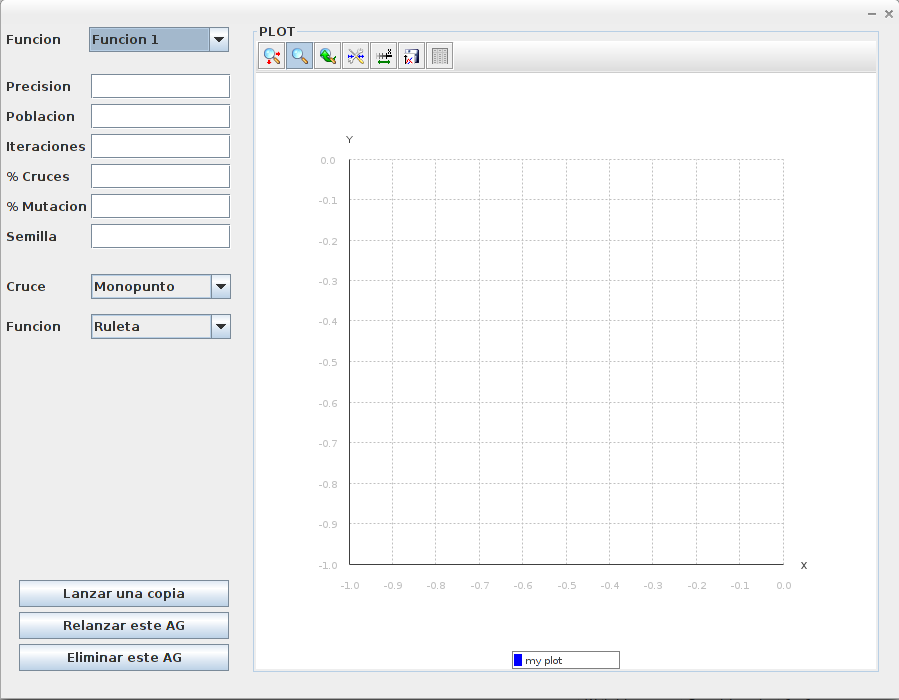 Funcion Funcion 1
Precision
Poblacion
Iteraciones
% Cruces
% Mutacion
Semilla
Cruce Monopunto
Funcion Ruleta
Lanzar una copia
Relanzar este AG
Eliminar este AG
PLOT
Y
0.0
-0.1
-0.2
-0.3
-0.4
-0.5
-0.6
-0.7
-0.8
-0.9
-1.0
X
-1.0 -0.9 -0.8 -0.7 -0.6 -0.5 -0.4 -0.3 -0.2 -0.1 0.0
my plot